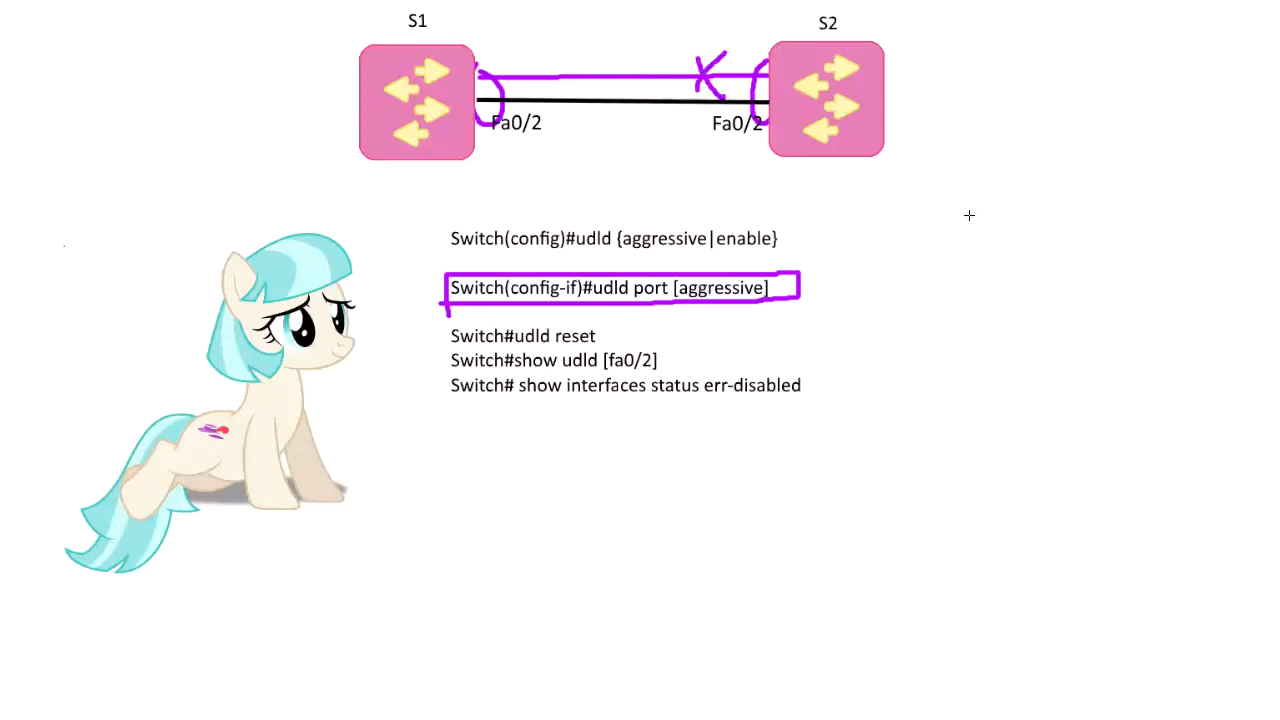 S1
S2
Fa0/2
Fa0/2
Switch(config)#udld {aggressive|enable}
Switch(config-if)#udld port [aggressive]
Switch#udld reset
Switch#show udld [fa0/2]
Switch# show interfaces status err-disabled